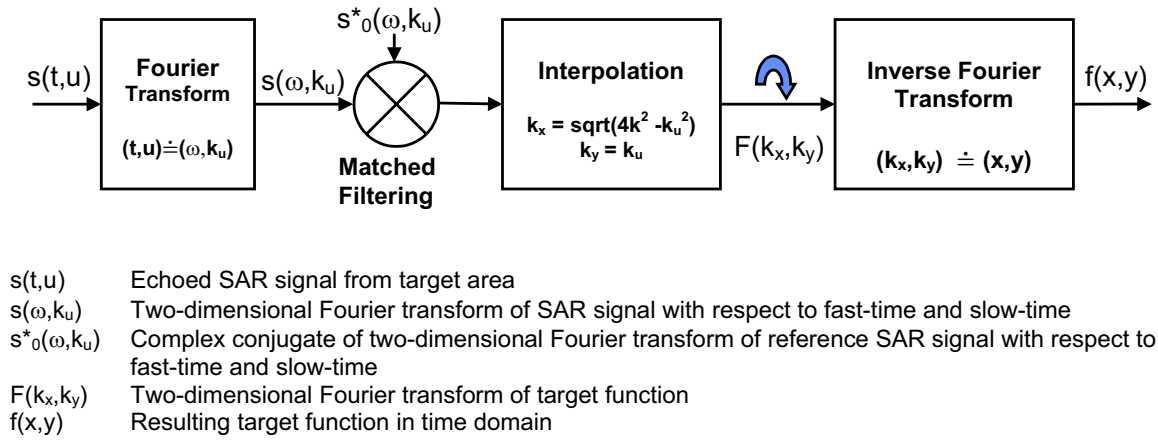 s*₀(ω,kᵤ)
s(t,u)
Fourier
Transform
(t,u)≐(ω,kᵤ)
s(ω,kᵤ)
Matched
Filtering
Interpolation
kₓ = sqrt(4k² -kᵤ²)
k_y = kᵤ
F(kₓ,k_y)
Inverse Fourier
Transform
(kₓ,k_y) ≐ (x,y)
f(x,y)
s(t,u) Echoed SAR signal from target area
s(ω,kᵤ) Two-dimensional Fourier transform of SAR signal with respect to fast-time and slow-time
s*₀(ω,kᵤ) Complex conjugate of two-dimensional Fourier transform of reference SAR signal with respect to
fast-time and slow-time
F(kₓ,k_y) Two-dimensional Fourier transform of target function
f(x,y) Resulting target function in time domain